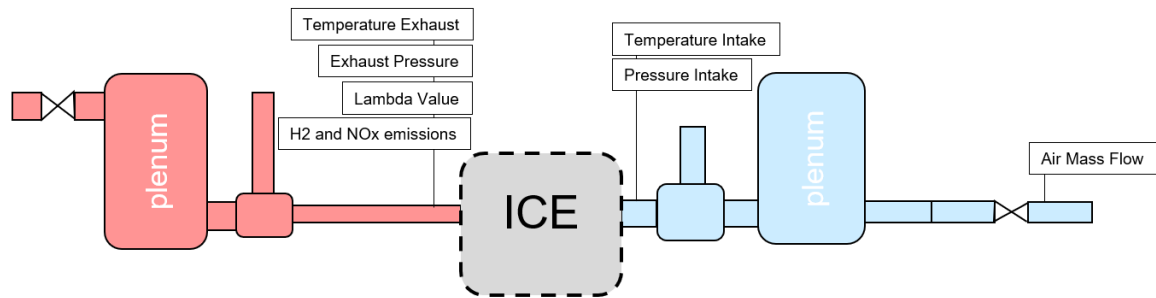 Temperature Exhaust
Exhaust Pressure
Lambda Value
H2 and NOx emissions
plenum
ICE
Temperature Intake
Pressure Intake
plenum
Air Mass Flow